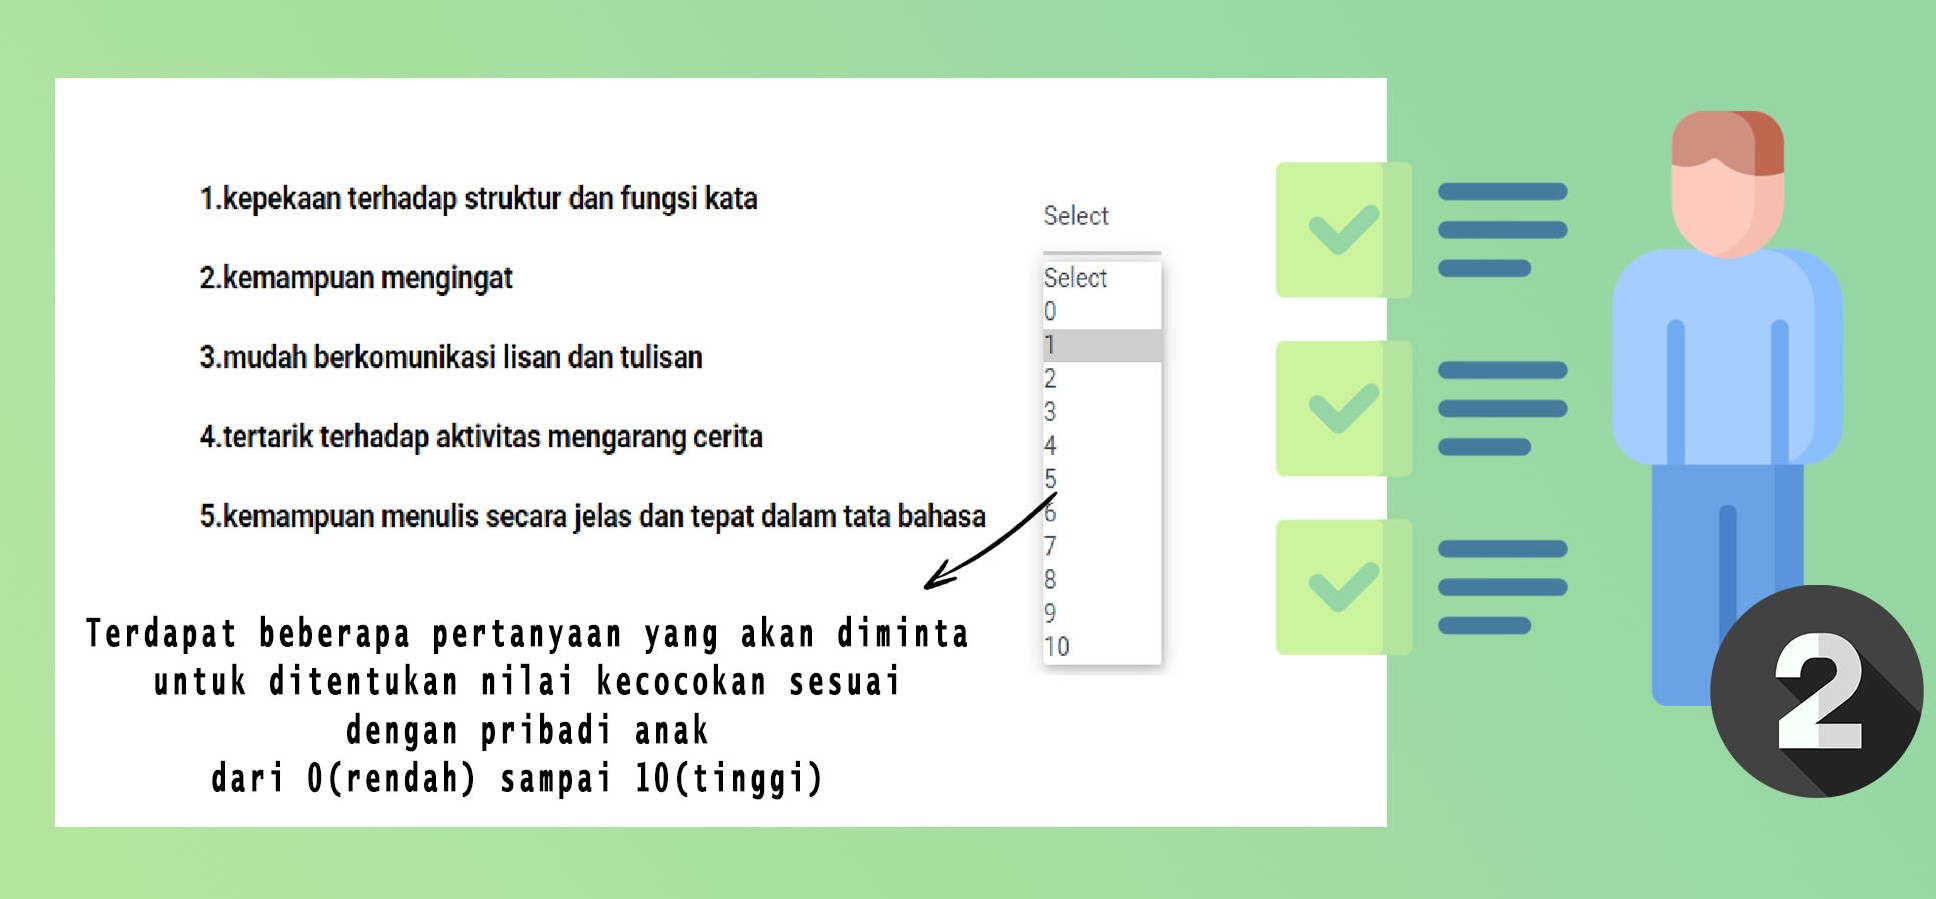 1.kepekaan terhadap struktur dan fungsi kata
2.kemampuan mengingat
3.mudah berkomunikasi lisan dan tulisan
4.tertarik terhadap aktivitas mengarang cerita
5.kemampuan menulis secara jelas dan tepat dalam tata bahasa
Select
Select
0
1
2
3
4
5
6
7
8
9
10
Terdapat beberapa pertanyaan yang akan diminta
untuk ditentukan nilai kecocokan sesuai
dengan pribadi anak
dari 0(rendah) sampai 10(tinggi)
2